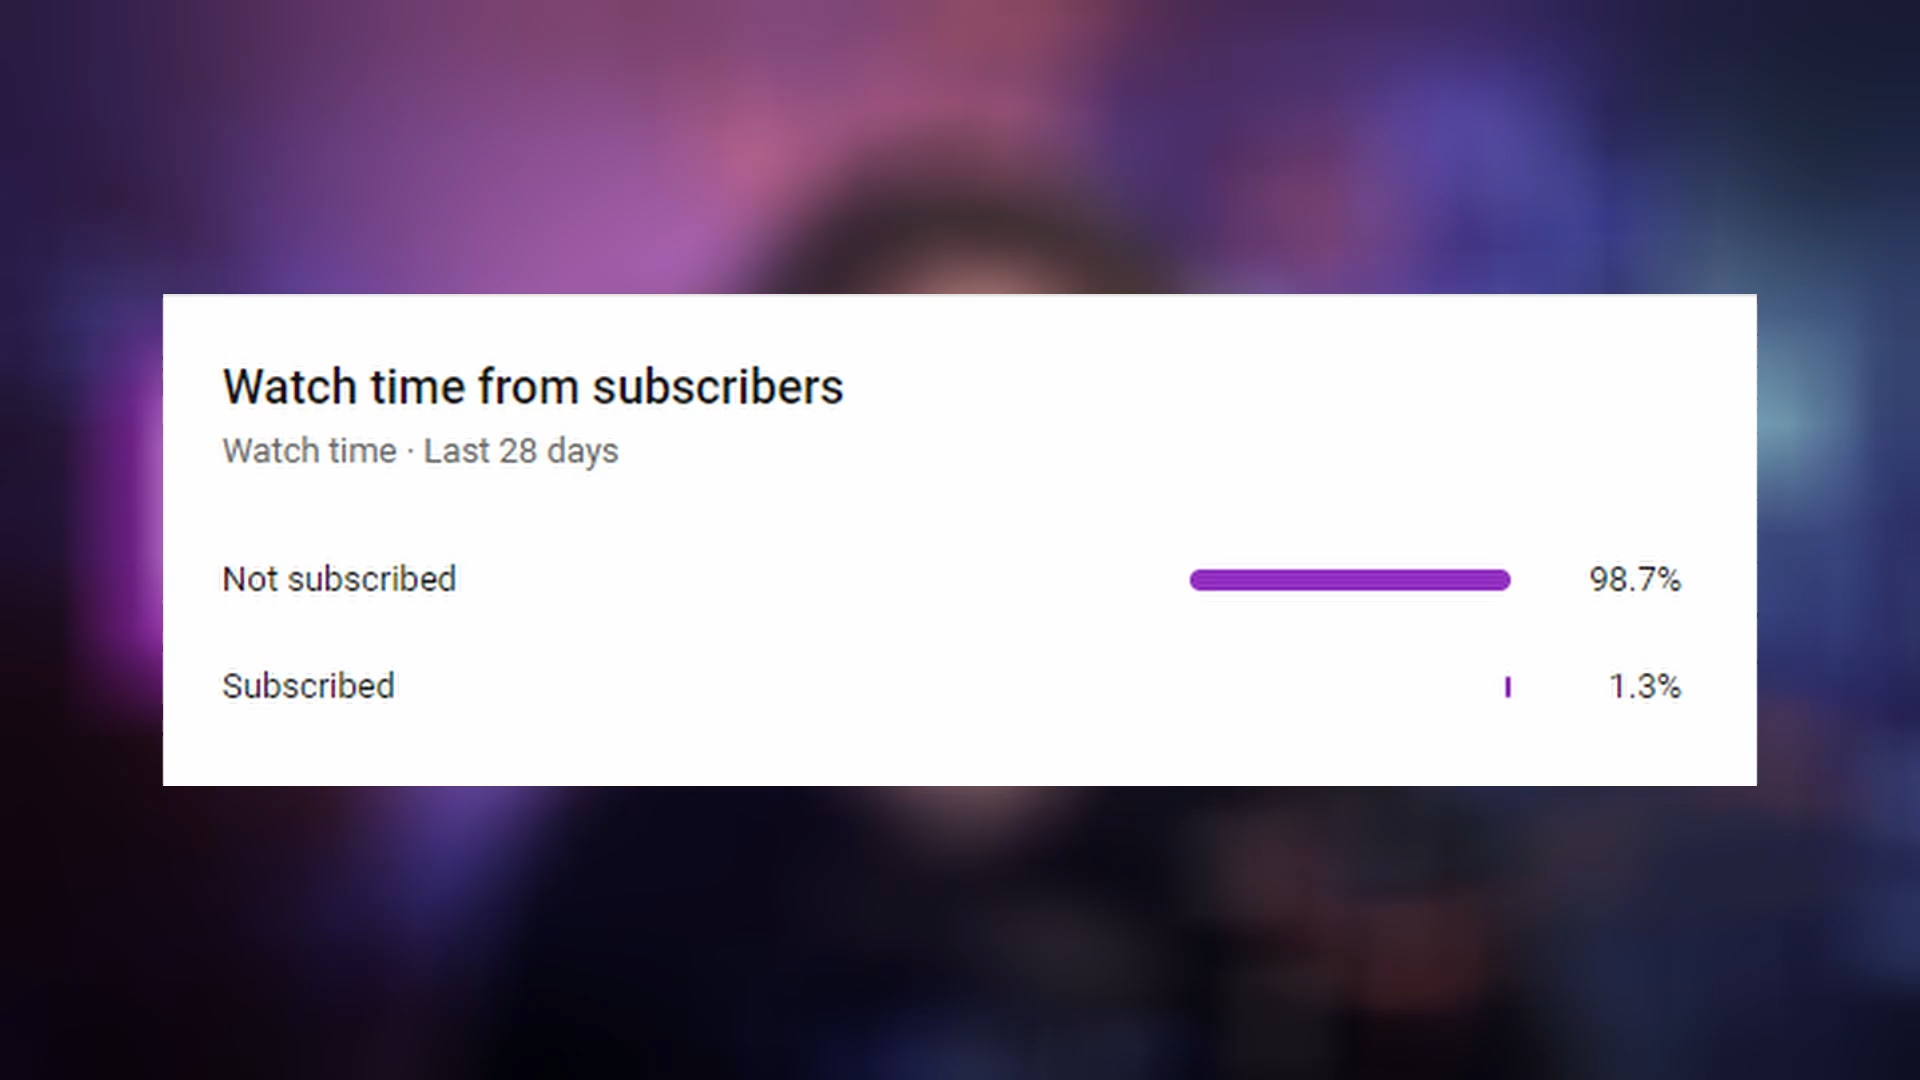 Watch time from subscribers
Watch time · Last 28 days
Not subscribed 98.7%
Subscribed 1.3%